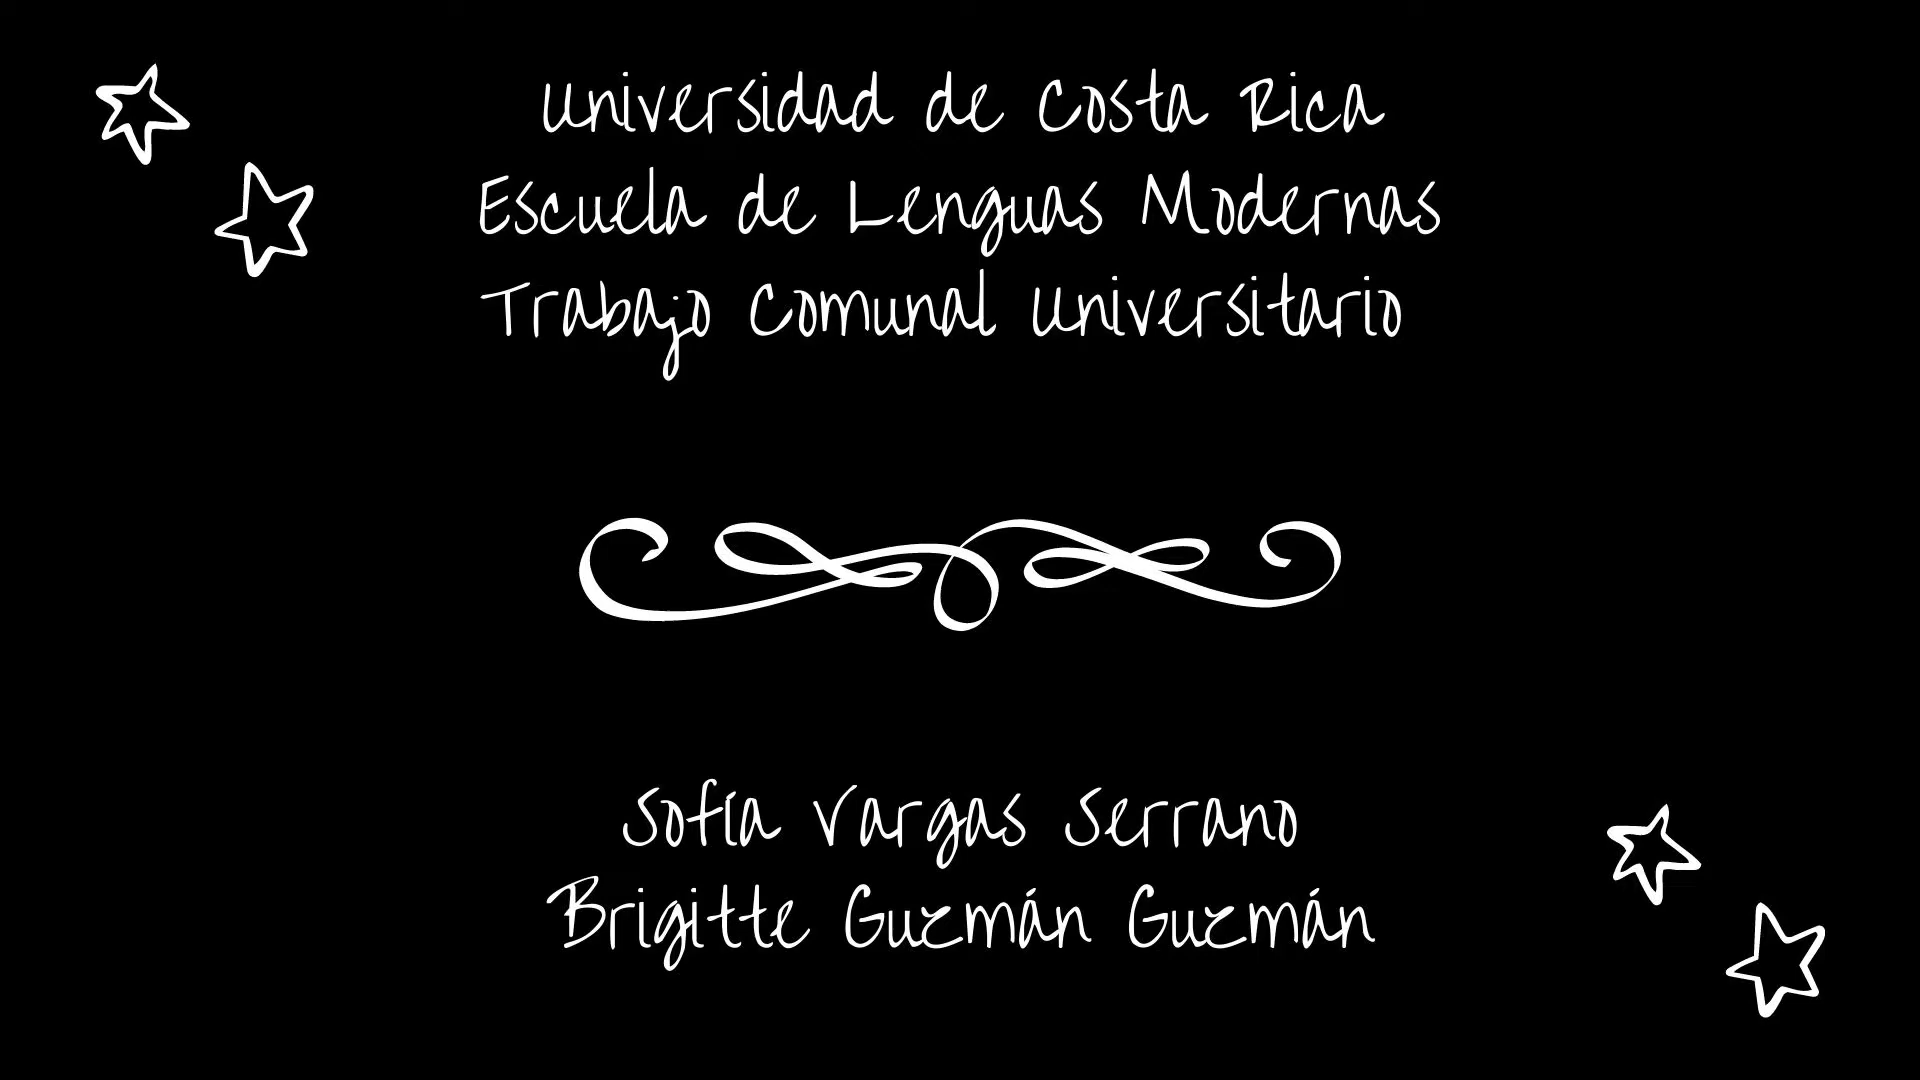 Universidad de Costa Rica
Escuela de Lenguas Modernas
Trabajo Comunal Universitario
Sofía Vargas Serrano
Brigitte Guzmán Guzmán